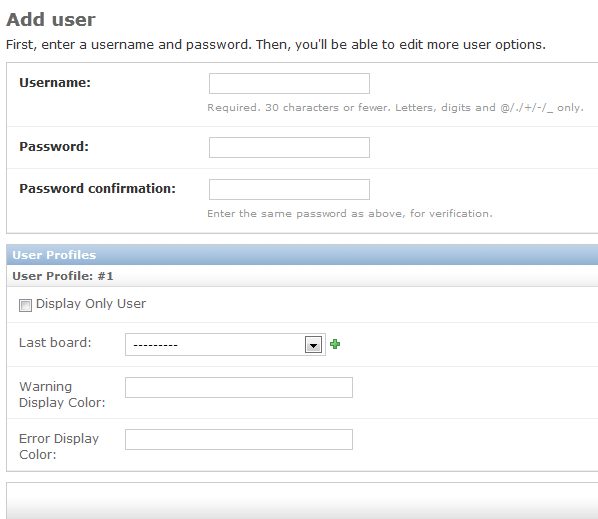 Add user
First, enter a username and password. Then, you'll be able to edit more user options.
Username:
Required. 30 characters or fewer. Letters, digits and @/./+/-/_ only.
Password:
Password confirmation:
Enter the same password as above, for verification.
User Profiles
User Profile: #1
Display Only User
Last board: ---------
Warning
Display Color:
Error Display
Color: